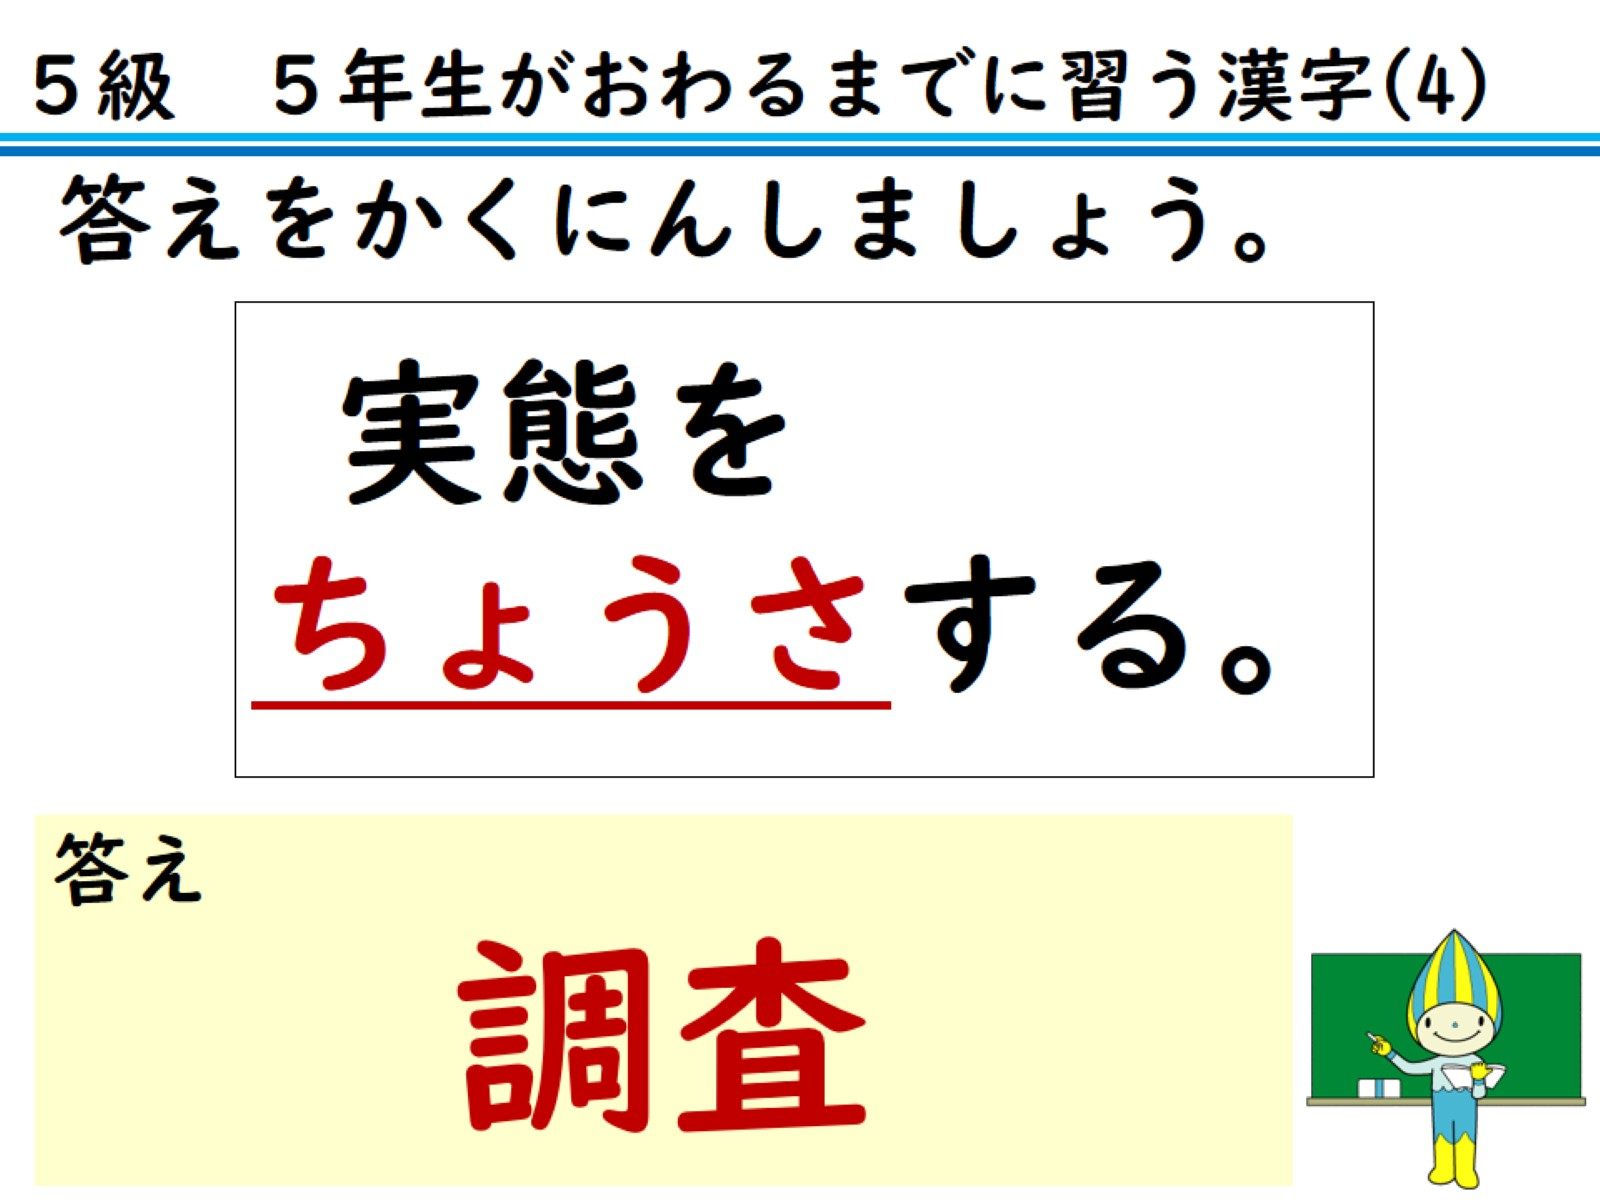 ５級　５年生がおわるまでに習う漢字(4)
答えをかくにんしましょう。
実態を
ちょうさする。
答え
調査